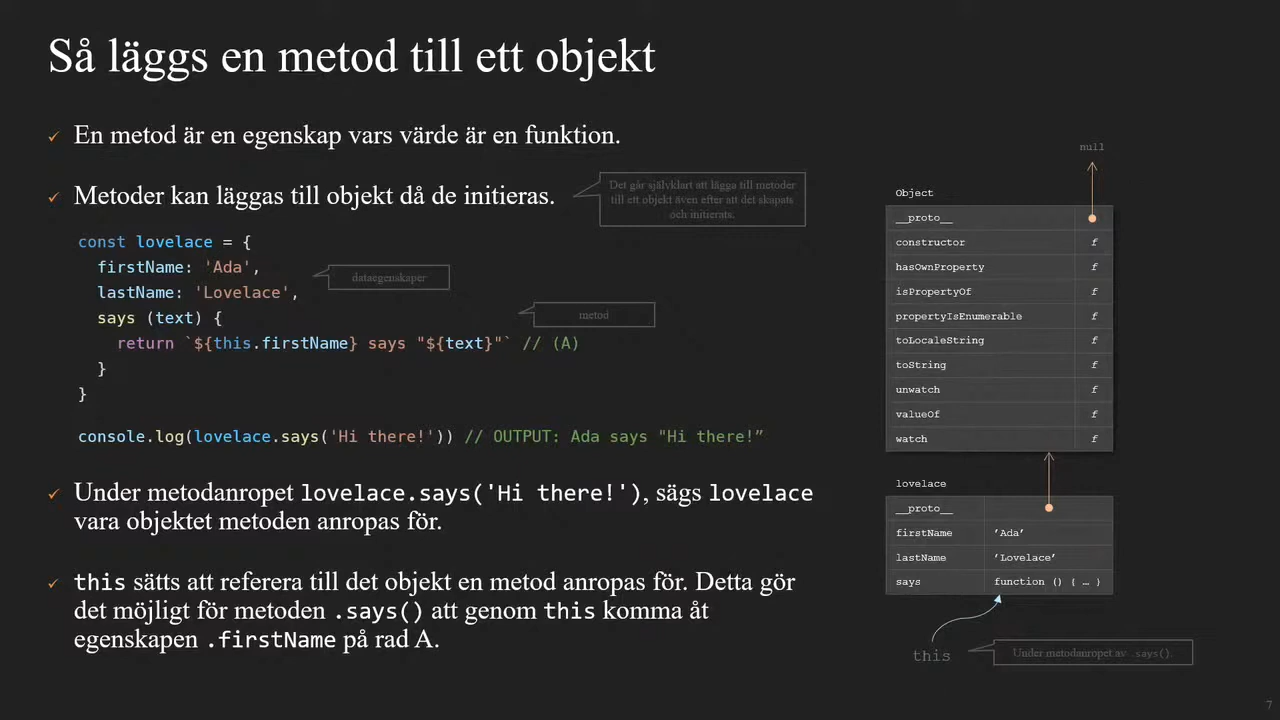 Så läggs en metod till ett objekt
En metod är en egenskap vars värde är en funktion.
Metoder kan läggas till objekt då de initieras.
Det går självklart att lägga till metoder
till ett objekt även efter att det skapats
och initierats.
const lovelace = {
firstName: 'Ada',
lastName: 'Lovelace',
says (text) {
return `${this.firstName} says "${text}"` // (A)
}
}
dataegenskaper
metod
console.log(lovelace.says('Hi there!')) // OUTPUT: Ada says "Hi there!”
Under metodanropet lovelace.says('Hi there!'), sägs lovelace
vara objektet metoden anropas för.
this sätts att referera till det objekt en metod anropas för. Detta gör
det möjligt för metoden .says() att genom this komma åt
egenskapen .firstName på rad A.
null
Object
__proto__
constructor f
hasOwnProperty f
isPropertyOf f
propertyIsEnumerable f
toLocaleString f
toString f
unwatch f
valueOf f
watch f
lovelace
__proto__
firstName ’Ada’
lastName ’Lovelace’
says function () { … }
this
Under metodanropet av .says().
7